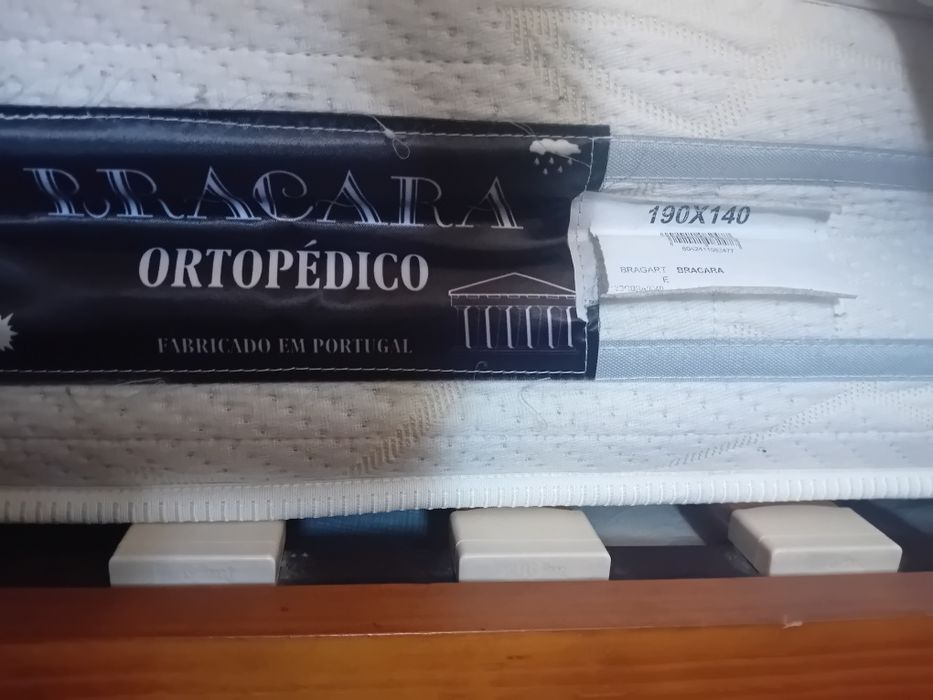 BRACARA
ORTOPÉDICO
FABRICADO EM PORTUGAL
190X140
BRAGART BRACARA
E